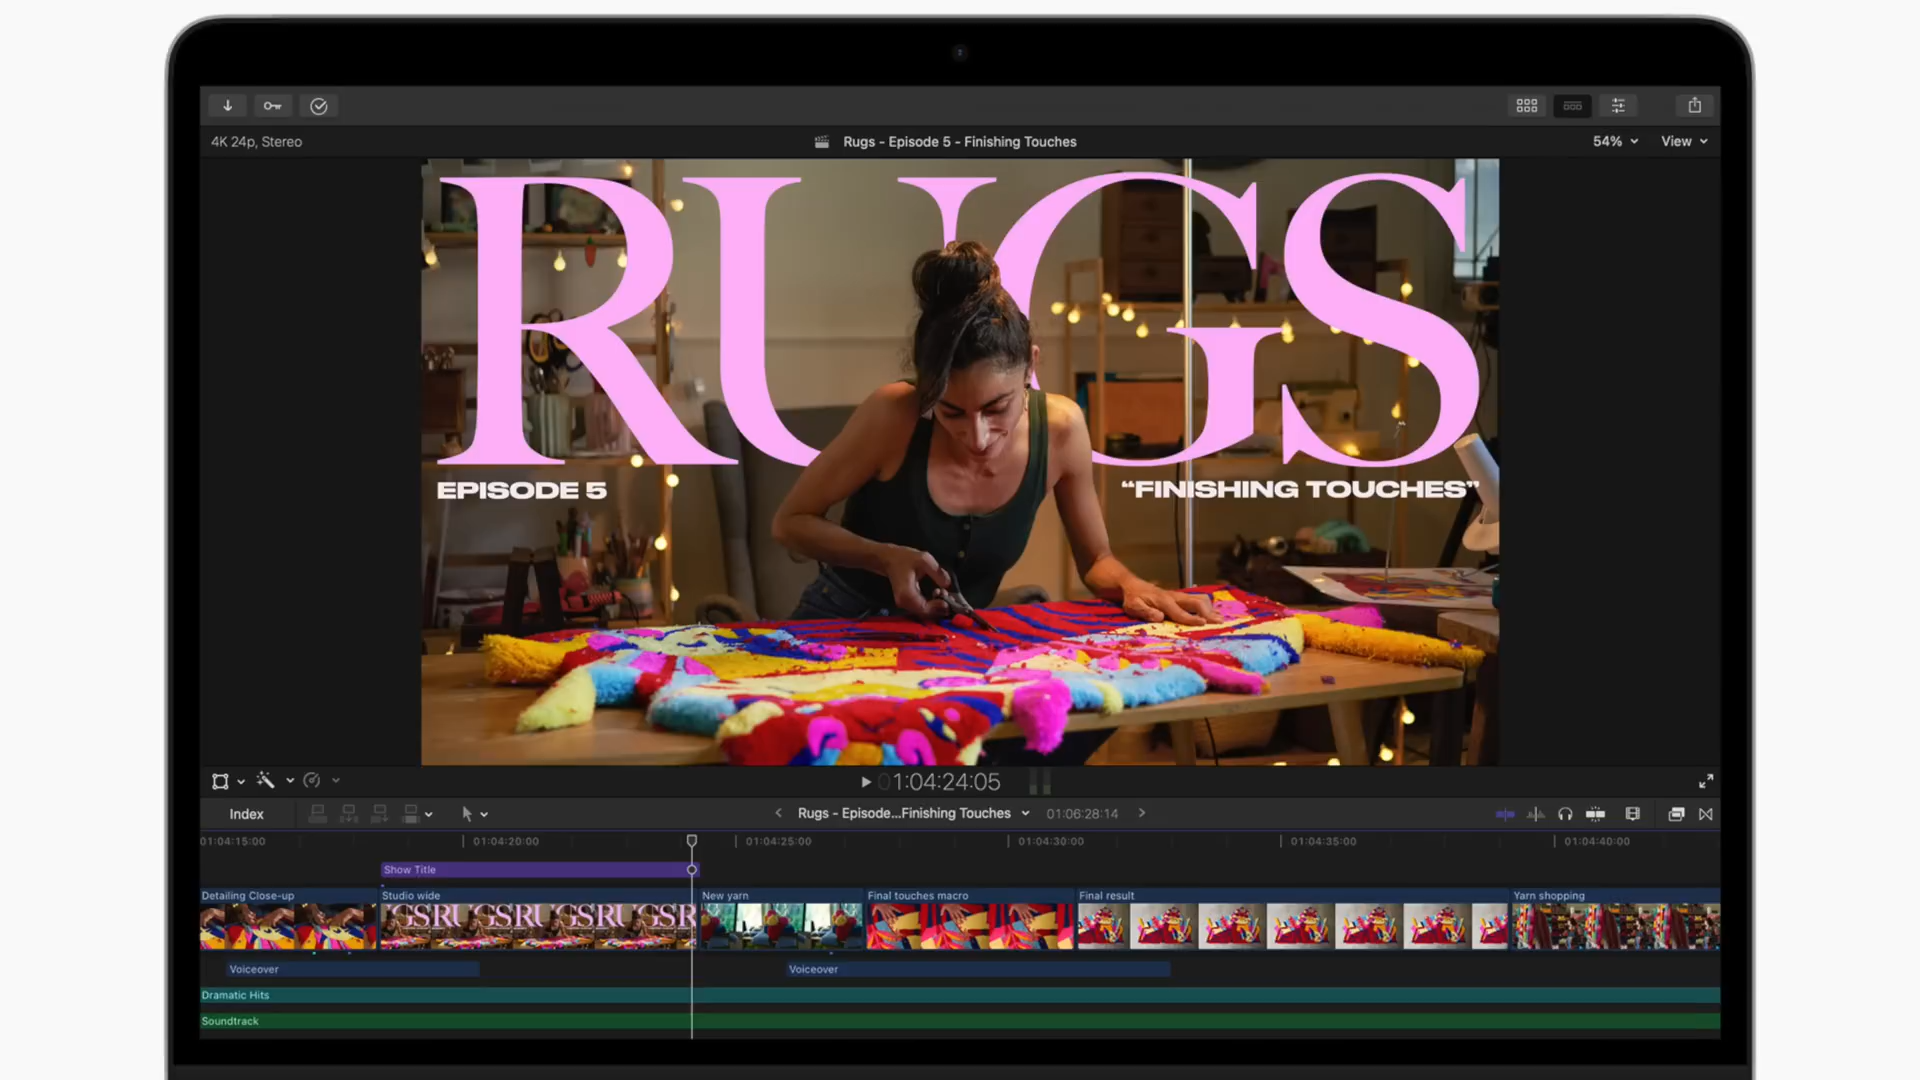 4K 24p, Stereo
Rugs - Episode 5 - Finishing Touches
54%
View
RUGS
EPISODE 5
“FINISHING TOUCHES”
01:04:24:05
Index
Rugs - Episode...Finishing Touches
01:06:28:14
01:04:15:00
01:04:20:00
01:04:25:00
01:04:30:00
01:04:35:00
01:04:40:00
Show Title
Detailing Close-up
Studio wide
New yarn
Final touches macro
Final result
Yarn shopping
GSRUGSRUGSRUGSR
Voiceover
Voiceover
Dramatic Hits
Soundtrack